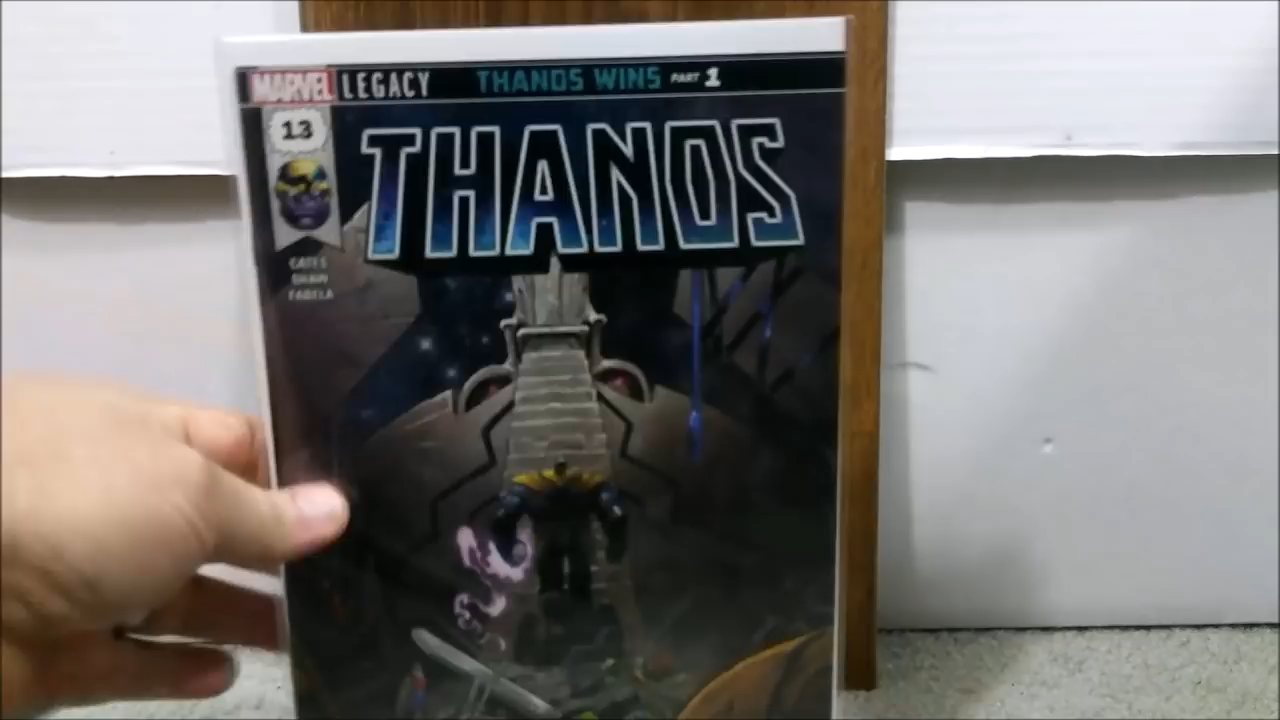 MARVEL LEGACY THANOS WINS PART 1
13
THANOS
CATES
SHAW
FABELA